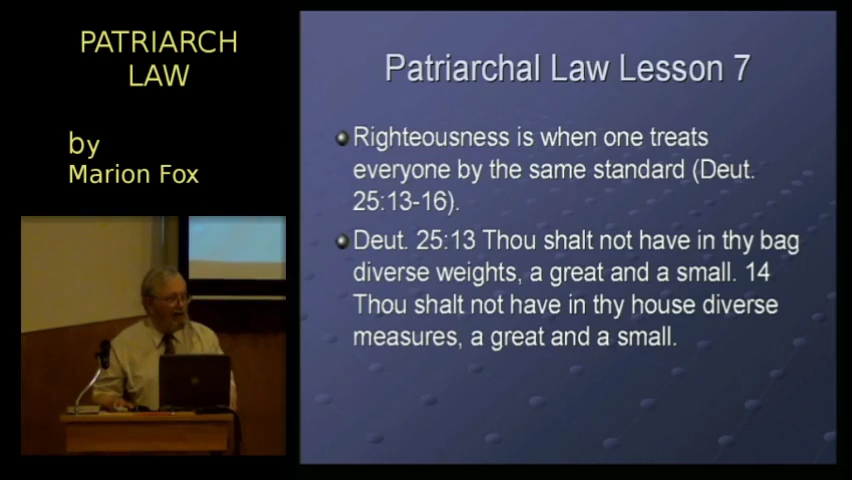 PATRIARCH
LAW
by
Marion Fox
Patriarchal Law Lesson 7
Righteousness is when one treats
everyone by the same standard (Deut.
25:13-16).
Deut. 25:13 Thou shalt not have in thy bag
diverse weights, a great and a small. 14
Thou shalt not have in thy house diverse
measures, a great and a small.